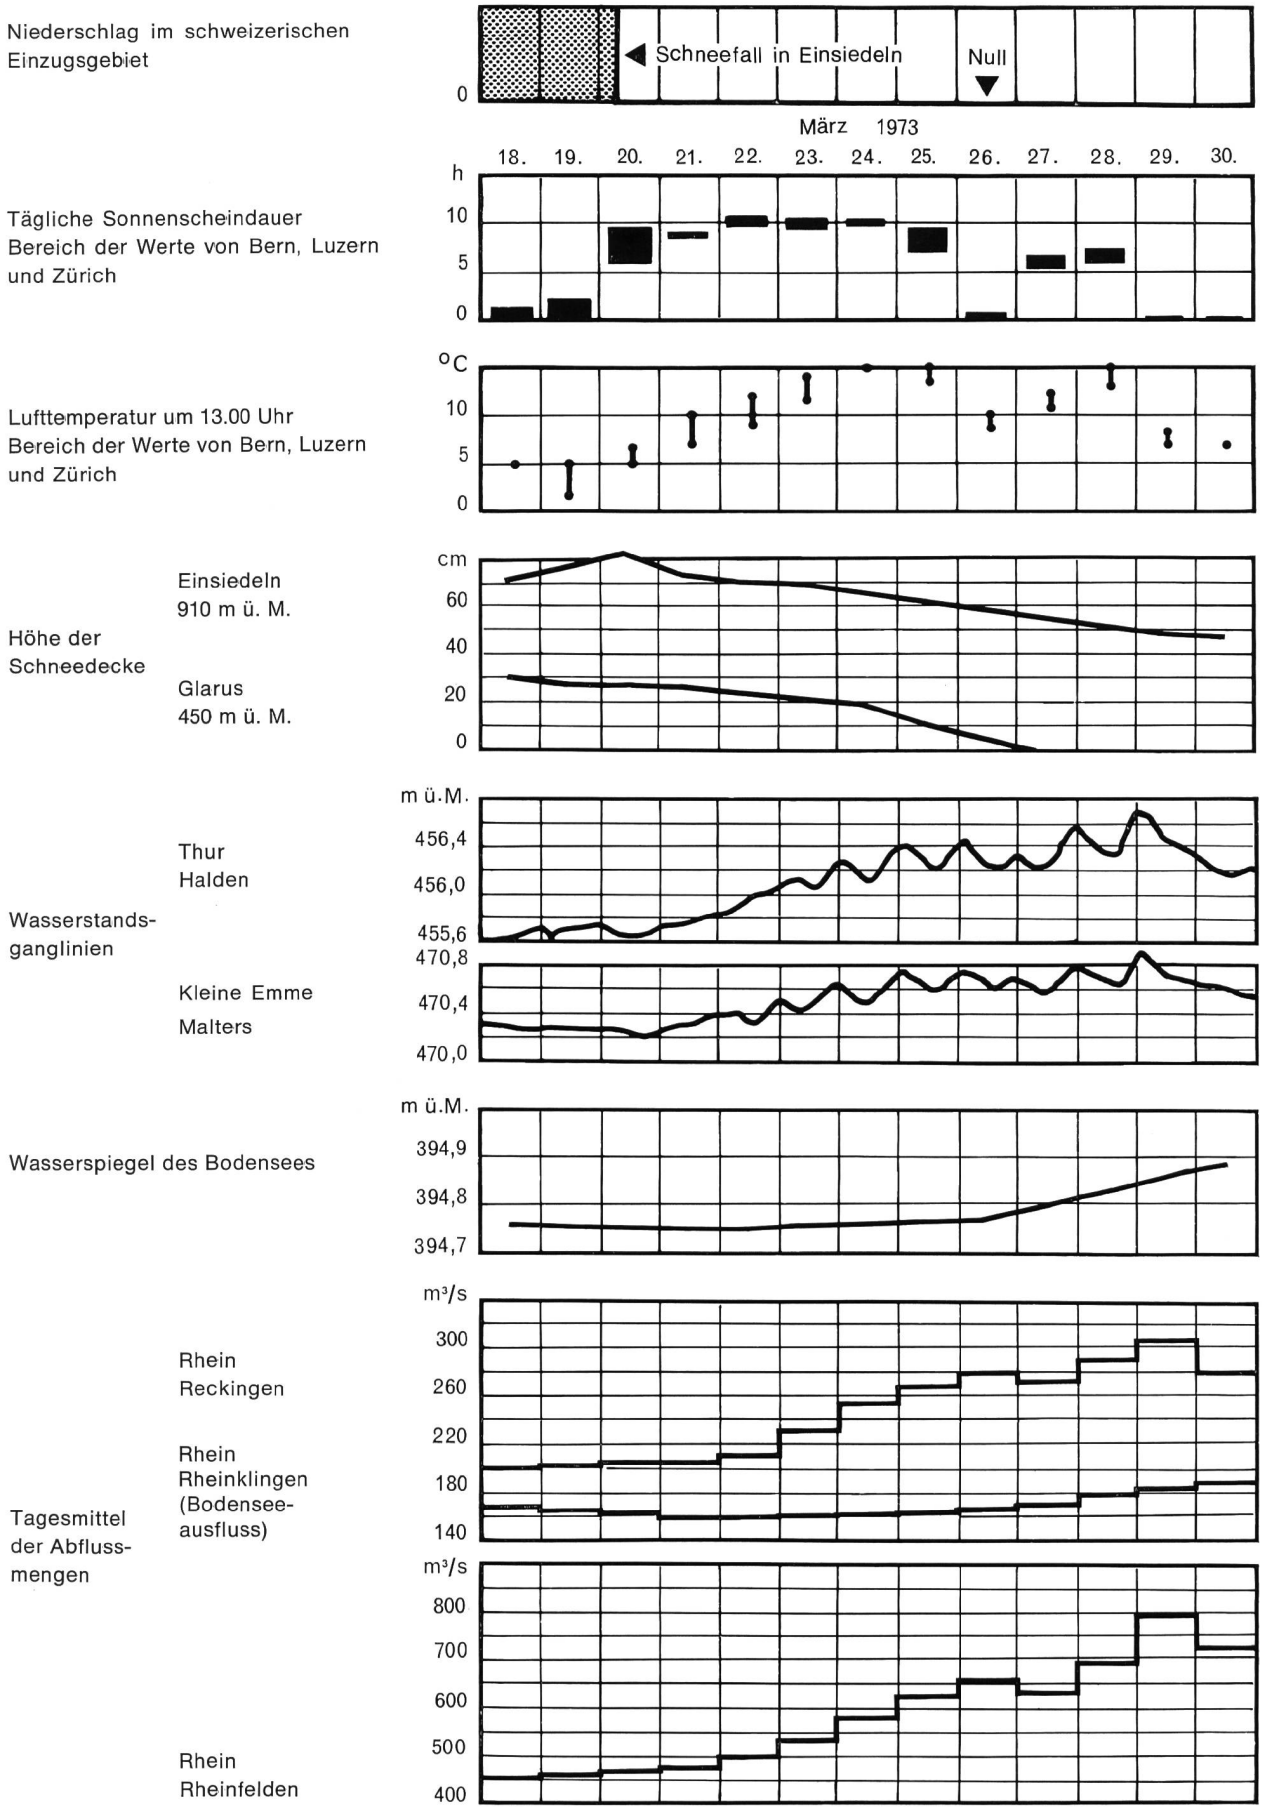 Niederschlag im schweizerischen
Einzugsgebiet
Schneefall in Einsiedeln
Null
0
März 1973
18. 19. 20. 21. 22. 23. 24. 25. 26. 27. 28. 29. 30.
h
Tägliche Sonnenscheindauer
Bereich der Werte von Bern, Luzern
und Zürich
10
5
0
°C
Lufttemperatur um 13.00 Uhr
Bereich der Werte von Bern, Luzern
und Zürich
10
5
0
cm
Einsiedeln
910 m ü. M.
Höhe der
Schneedecke
Glarus
450 m ü. M.
60
40
20
0
m ü.M.
Thur
Halden
456,4
456,0
455,6
Wasserstands-
ganglinien
470,8
Kleine Emme
Malters
470,4
470,0
m ü.M.
Wasserspiegel des Bodensees
394,9
394,8
394,7
m³/s
Rhein
Reckingen
300
260
220
180
140
Rhein
Rheinklingen
(Bodensee-
ausfluss)
Tagesmittel
der Abfluss-
mengen
m³/s
800
700
600
500
400
Rhein
Rheinfelden